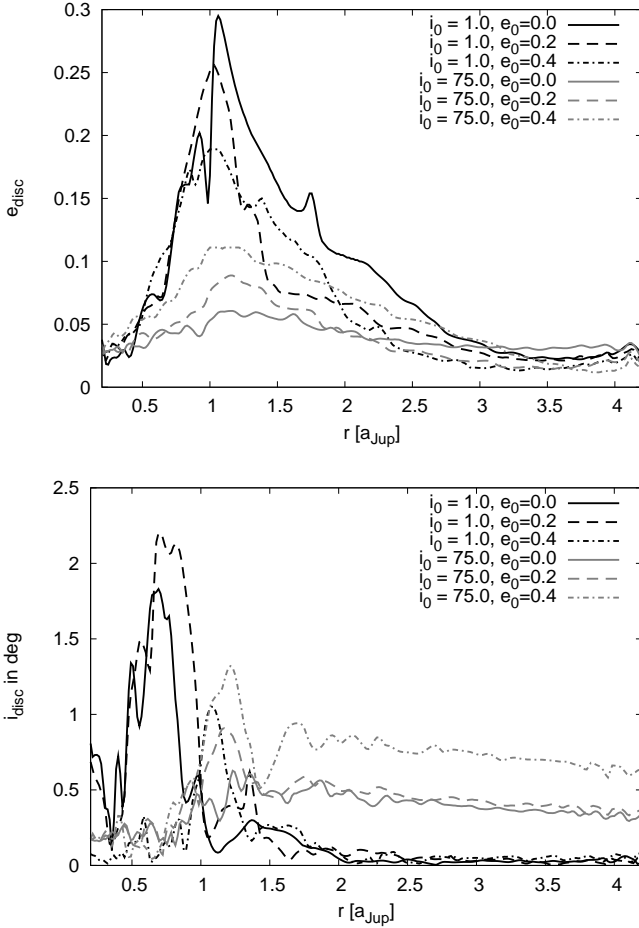 0.3
0.25
0.2
0.15
0.1
0.05
0
e_disc
i₀ = 1.0, e₀=0.0
i₀ = 1.0, e₀=0.2
i₀ = 1.0, e₀=0.4
i₀ = 75.0, e₀=0.0
i₀ = 75.0, e₀=0.2
i₀ = 75.0, e₀=0.4
0.5 1 1.5 2 2.5 3 3.5 4
r [a_Jup]
2.5
2
1.5
1
0.5
0
i_disc in deg
i₀ = 1.0, e₀=0.0
i₀ = 1.0, e₀=0.2
i₀ = 1.0, e₀=0.4
i₀ = 75.0, e₀=0.0
i₀ = 75.0, e₀=0.2
i₀ = 75.0, e₀=0.4
0.5 1 1.5 2 2.5 3 3.5 4
r [a_Jup]